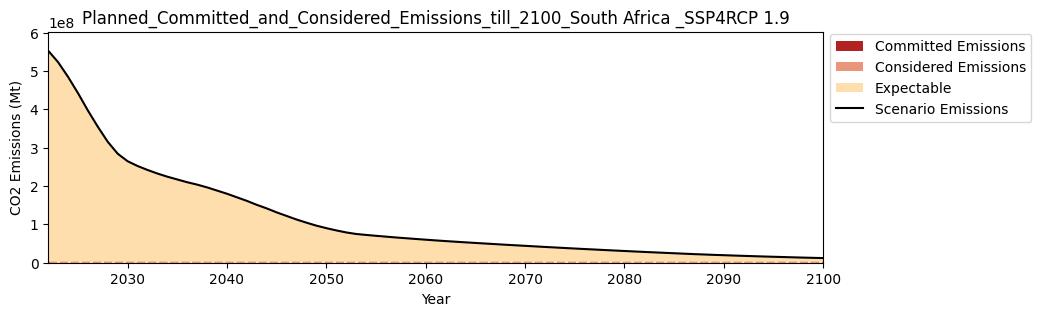 Planned_Committed_and_Considered_Emissions_till_2100_South Africa _SSP4RCP 1.9
1e8
6
5
4
3
2
1
0
CO2 Emissions (Mt)
2030 2040 2050 2060 2070 2080 2090 2100
Year
Committed Emissions
Considered Emissions
Expectable
Scenario Emissions